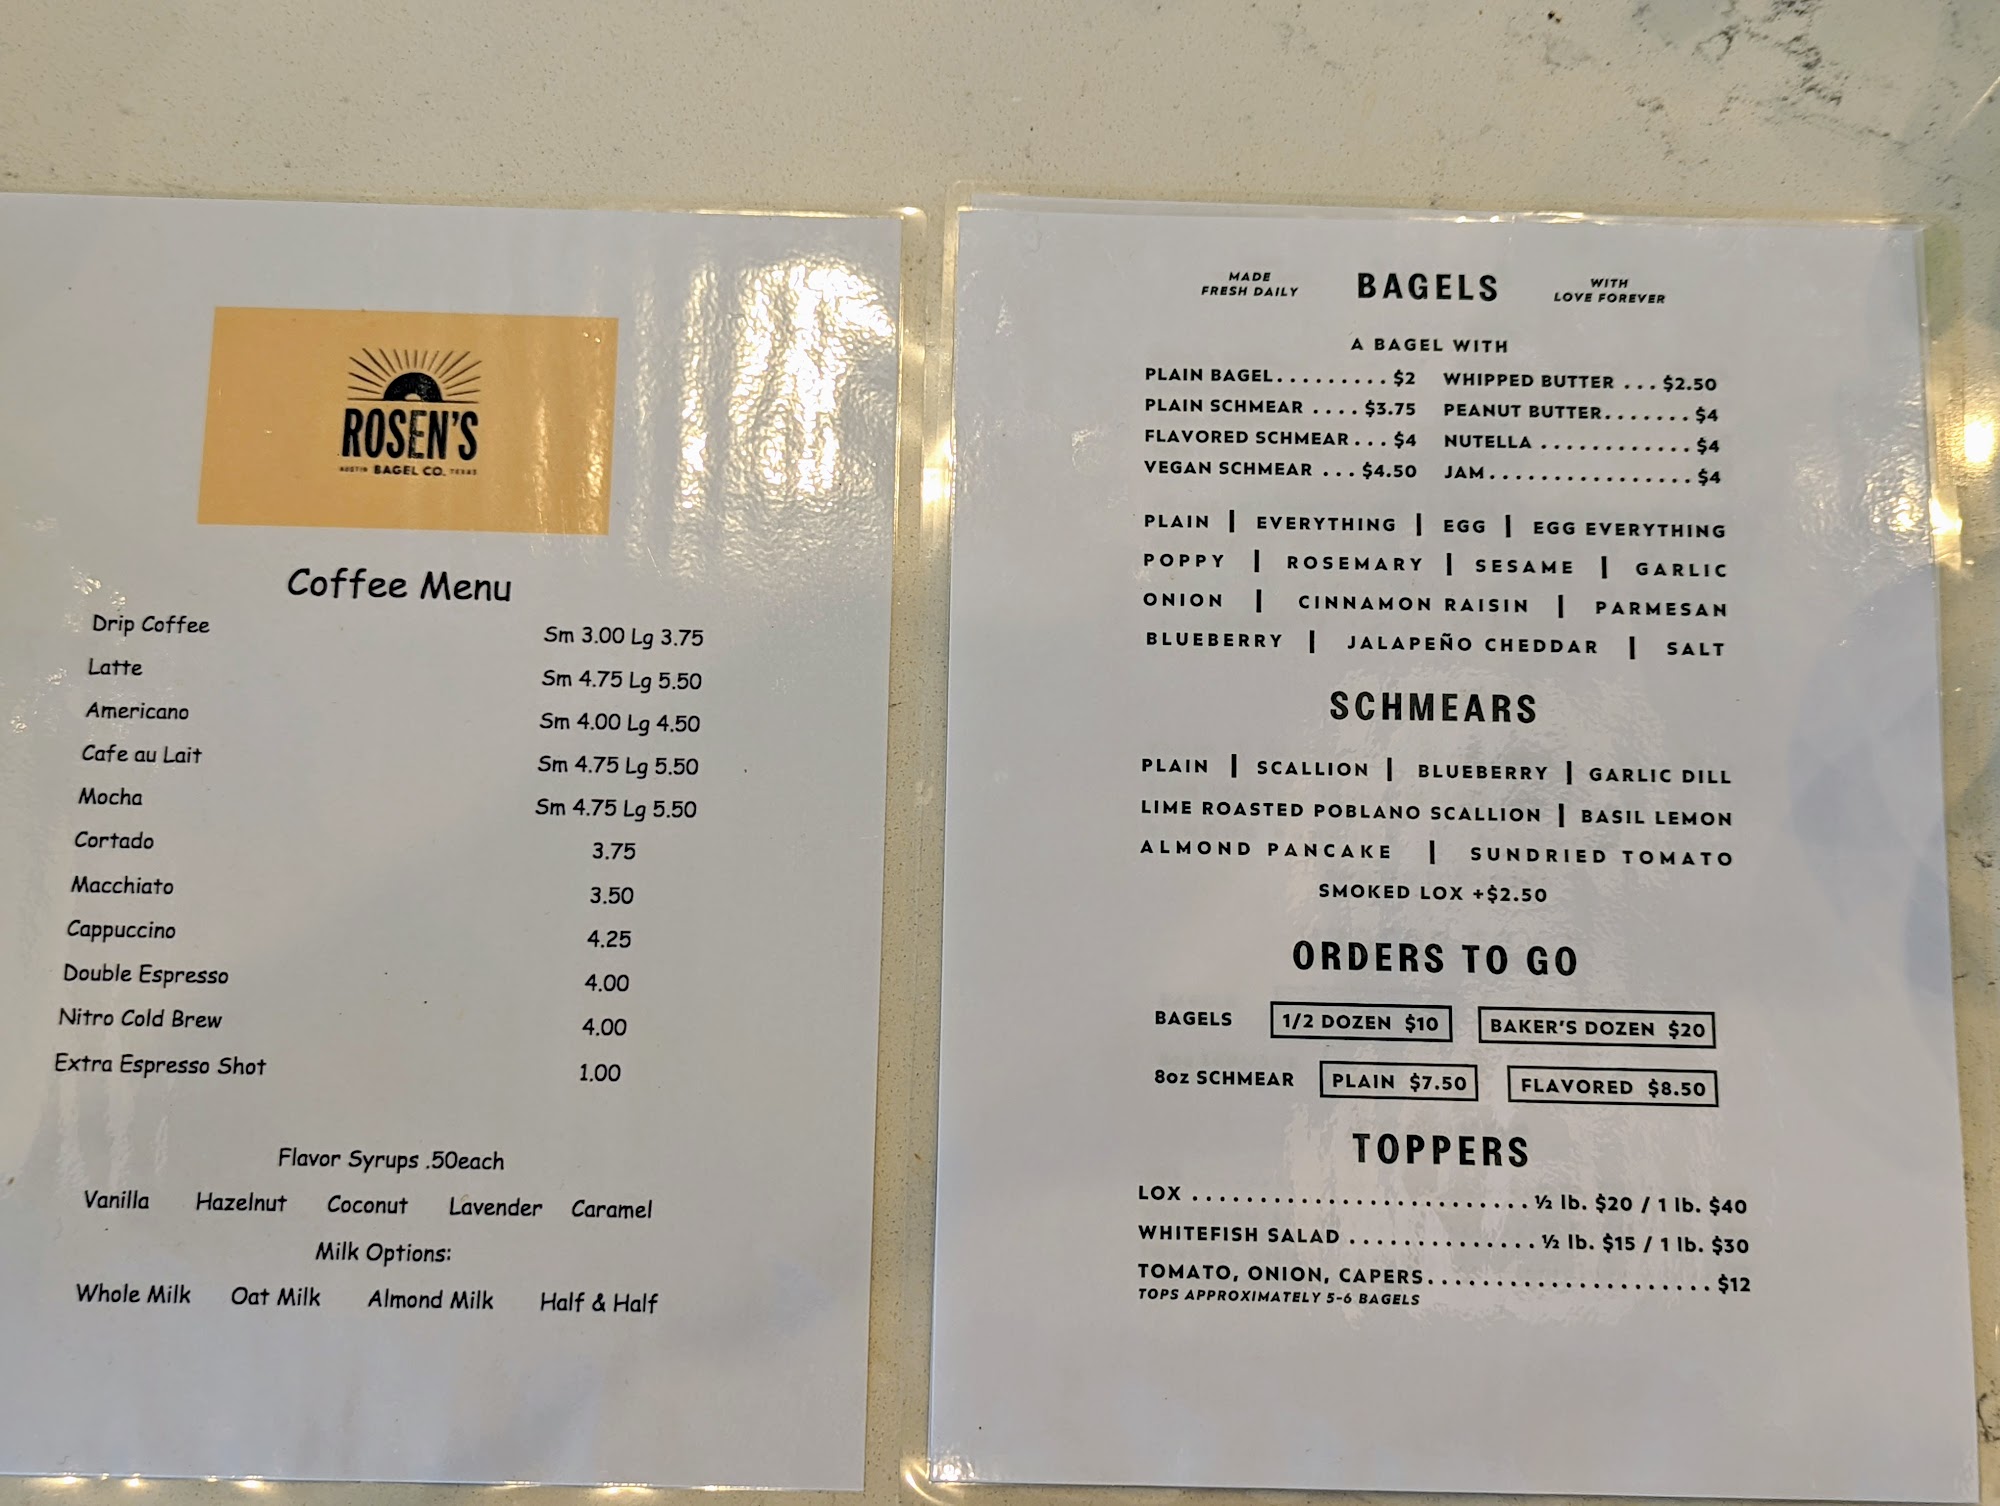 ROSEN'S
AUSTIN BAGEL CO. TEXAS
Coffee Menu
Drip Coffee Sm 3.00 Lg 3.75
Latte Sm 4.75 Lg 5.50
Americano Sm 4.00 Lg 4.50
Cafe au Lait Sm 4.75 Lg 5.50
Mocha Sm 4.75 Lg 5.50
Cortado 3.75
Macchiato 3.50
Cappuccino 4.25
Double Espresso 4.00
Nitro Cold Brew 4.00
Extra Espresso Shot 1.00
Flavor Syrups .50each
Vanilla Hazelnut Coconut Lavender Caramel
Milk Options:
Whole Milk Oat Milk Almond Milk Half & Half
MADE
FRESH DAILY
BAGELS
WITH
LOVE FOREVER
A BAGEL WITH
PLAIN BAGEL.........$2 WHIPPED BUTTER ...$2.50
PLAIN SCHMEAR ....$3.75 PEANUT BUTTER.......$4
FLAVORED SCHMEAR...$4 NUTELLA ............$4
VEGAN SCHMEAR ...$4.50 JAM................$4
PLAIN | EVERYTHING | EGG | EGG EVERYTHING
POPPY | ROSEMARY | SESAME | GARLIC
ONION | CINNAMON RAISIN | PARMESAN
BLUEBERRY | JALAPEÑO CHEDDAR | SALT
SCHMEARS
PLAIN | SCALLION | BLUEBERRY | GARLIC DILL
LIME ROASTED POBLANO SCALLION | BASIL LEMON
ALMOND PANCAKE | SUNDRIED TOMATO
SMOKED LOX +$2.50
ORDERS TO GO
BAGELS 1/2 DOZEN $10 BAKER'S DOZEN $20
8oz SCHMEAR PLAIN $7.50 FLAVORED $8.50
TOPPERS
LOX ..........................½ lb. $20 / 1 lb. $40
WHITEFISH SALAD ..............½ lb. $15 / 1 lb. $30
TOMATO, ONION, CAPERS......................$12
TOPS APPROXIMATELY 5-6 BAGELS